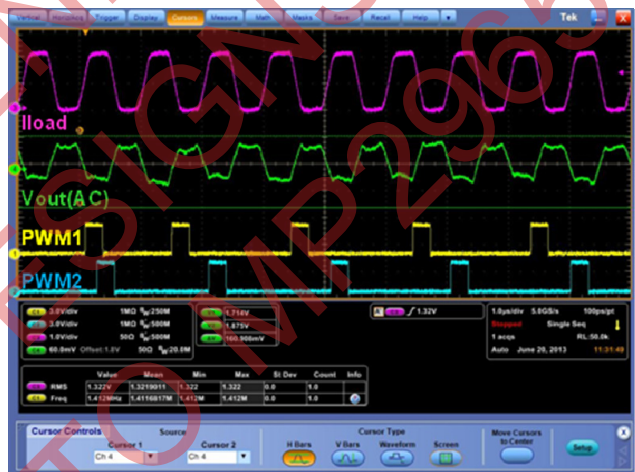 Vertical Horiz/Acq Trigger Display Cursors Measure Math Masks Save Recall Help Tek X
Iload
Vout(AC)
PWM1
PWM2
3.0V/div 1MΩ 250M
3.0V/div 1MΩ 500M
1.0V/div 50Ω 500M
60.0mV Offset:1.8V 50Ω 20.0M
1.716V
1.875V
1.32V
1.0μs/div 5.0GS/s 100ps/pt
Stopped Single Seq
1 acqs RL:50.0k
Auto June 20, 2013 11:31:49
Value Mean Min Max St Dev Count Info
RMS 1.322V 1.3219011 1.322 1.322 0.0 1.0
Freq 1.412MHz 1.4116817M 1.412M 1.412M 0.0 1.0
Cursor Controls Source Cursor Type Move Cursors to Center X
Cursor 1 Cursor 2 H Bars V Bars Waveform Screen Setup
Ch 4 Ch 4